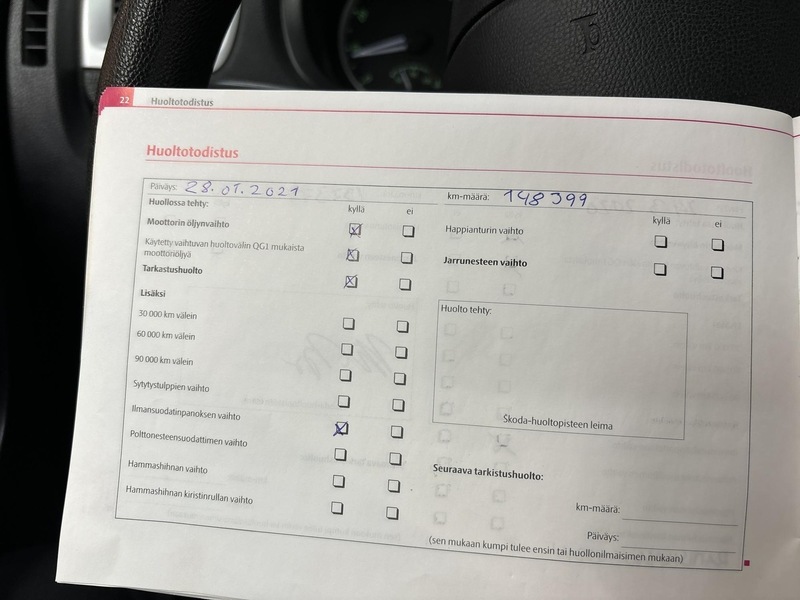 22 Huoltotodistus
Huoltotodistus
Päiväys: 28.01.2021 km-määrä: 148 399
Huollossa tehty: kyllä ei kyllä ei
Moottorin öljynvaihto
Käytetty vaihtuvan huoltovälin QG1 mukaista
moottoriöljyä
Tarkastushuolto
Lisäksi
30 000 km välein
60 000 km välein
90 000 km välein
Sytytystulppien vaihto
Ilmansuodatinpanoksen vaihto
Polttonesteensuodattimen vaihto
Hammashihnan vaihto
Hammashihnan kiristinrullan vaihto
Happianturin vaihto
Jarrunesteen vaihto
Huolto tehty:
Škoda-huoltopisteen leima
Seuraava tarkistushuolto:
km-määrä:
Päiväys:
(sen mukaan kumpi tulee ensin tai huollonilmaisimen mukaan)